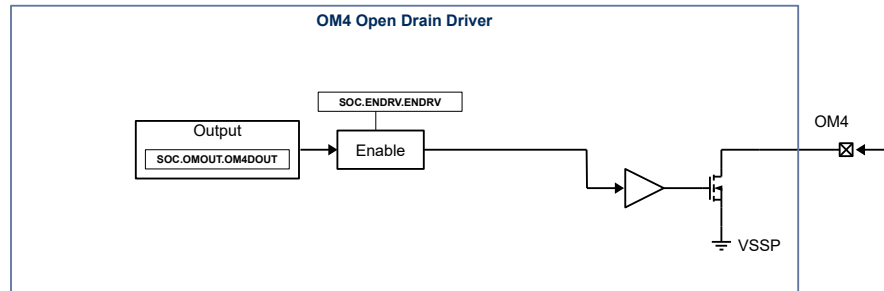 OM4 Open Drain Driver
SOC.ENDRV.ENDRV
OM4
Output
Enable
SOC.OMOUT.OM4DOUT
VSSP